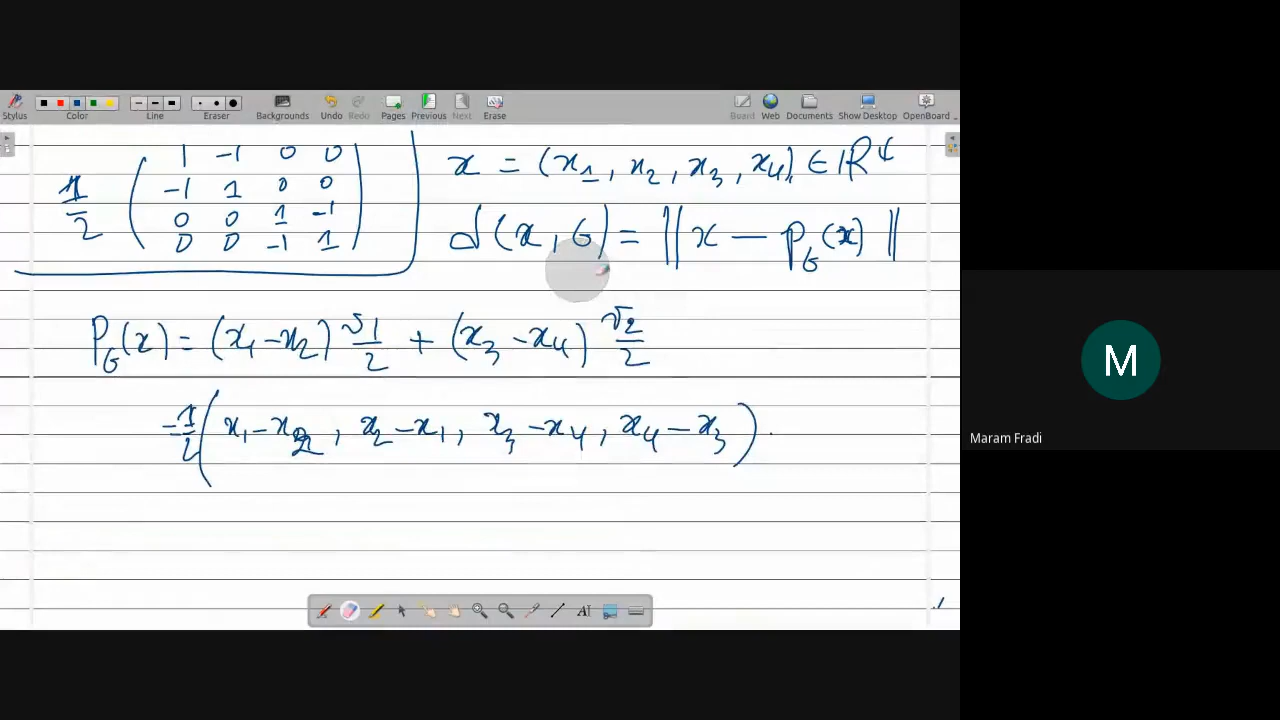 Stylus Color Line Eraser Backgrounds Undo Redo Pages Previous Next Erase Board Web Documents Show Desktop OpenBoard
1/2 ( 1 -1 0 0
-1 1 0 0
0 0 1 -1
0 0 -1 1 )
x = (x₁, x₂, x₃, x₄) ∈ ℝ⁴
d(x, G) = ‖x − p_G(x)‖
P_G(x) = (x₁ − x₂) v₁/2 + (x₃ − x₄) v₂/2
= 1/2 (x₁ − x₂, x₂ − x₁, x₃ − x₄, x₄ − x₃).
M
Maram Fradi
AI